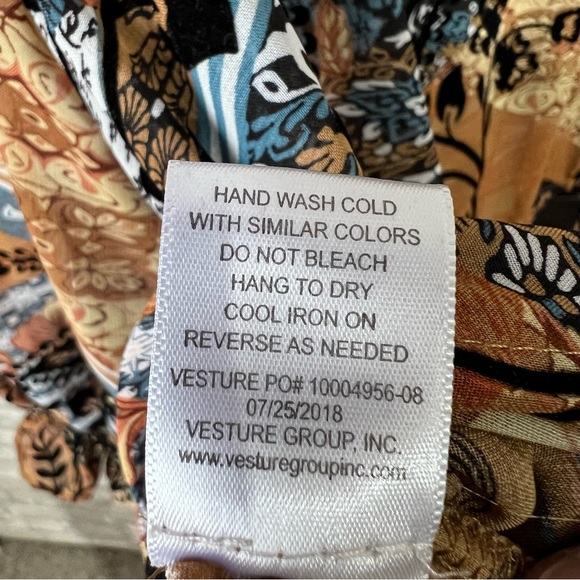 HAND WASH COLD
WITH SIMILAR COLORS
DO NOT BLEACH
HANG TO DRY
COOL IRON ON
REVERSE AS NEEDED
VESTURE PO# 10004956-08
07/25/2018
VESTURE GROUP, INC.
www.vesturegroupinc.com